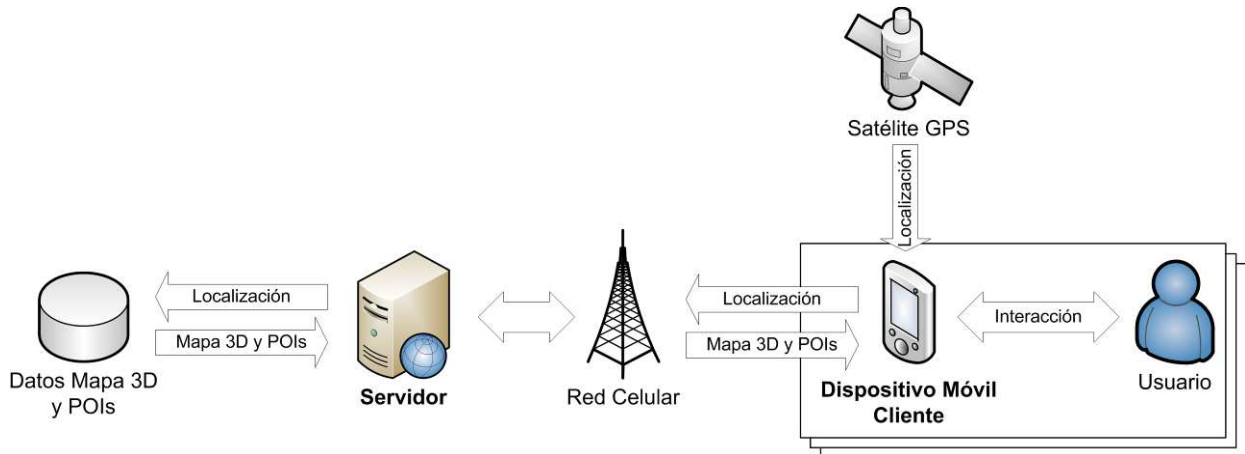 Satélite GPS
Localización
Localización
Mapa 3D y POIs
Datos Mapa 3D
y POIs
Servidor
Red Celular
Localización
Mapa 3D y POIs
Dispositivo Móvil
Cliente
Interacción
Usuario